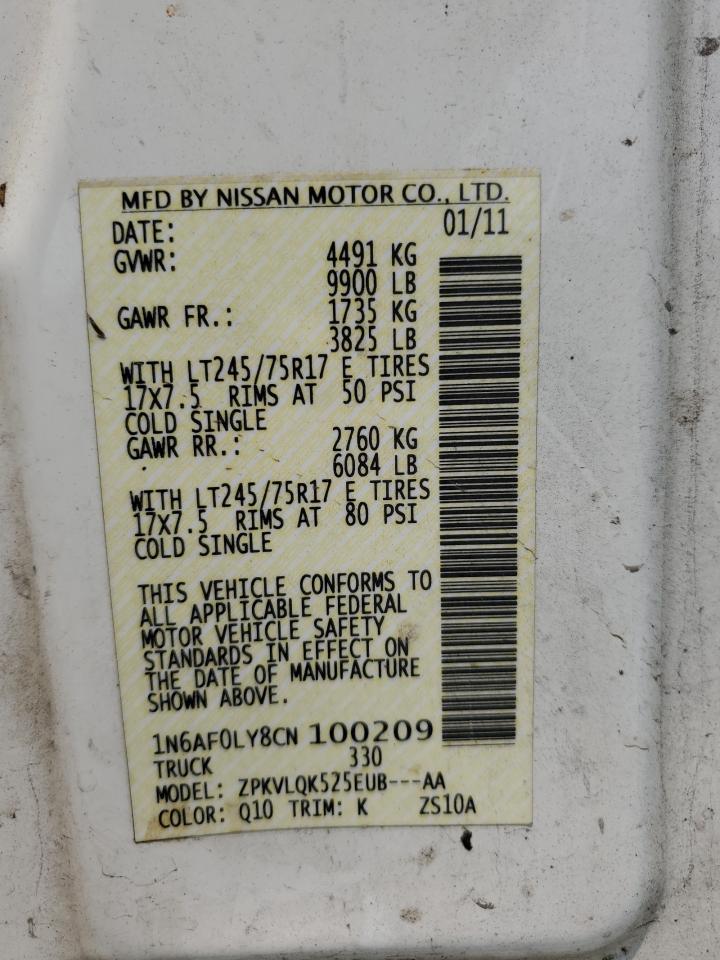 MFD BY NISSAN MOTOR CO., LTD.
DATE: 01/11
GVWR: 4491 KG
9900 LB
GAWR FR.: 1735 KG
3825 LB
WITH LT245/75R17 E TIRES
17X7.5 RIMS AT 50 PSI
COLD SINGLE
GAWR RR.: 2760 KG
6084 LB
WITH LT245/75R17 E TIRES
17X7.5 RIMS AT 80 PSI
COLD SINGLE
THIS VEHICLE CONFORMS TO
ALL APPLICABLE FEDERAL
MOTOR VEHICLE SAFETY
STANDARDS IN EFFECT ON
THE DATE OF MANUFACTURE
SHOWN ABOVE.
1N6AF0LY8CN 100209
TRUCK 330
MODEL: ZPKVLQK525EUB---AA
COLOR: Q10 TRIM: K ZS10A